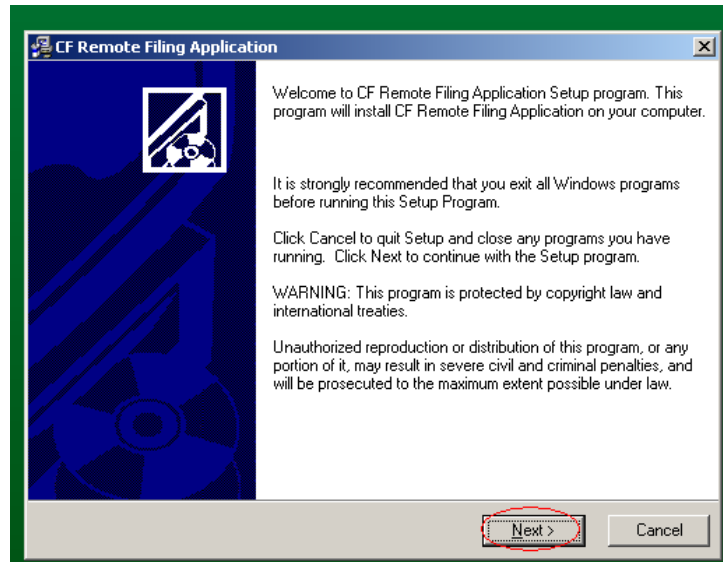 CF Remote Filing Application
Welcome to CF Remote Filing Application Setup program. This
program will install CF Remote Filing Application on your computer.
It is strongly recommended that you exit all Windows programs
before running this Setup Program.
Click Cancel to quit Setup and close any programs you have
running. Click Next to continue with the Setup program.
WARNING: This program is protected by copyright law and
international treaties.
Unauthorized reproduction or distribution of this program, or any
portion of it, may result in severe civil and criminal penalties, and
will be prosecuted to the maximum extent possible under law.
Next > Cancel